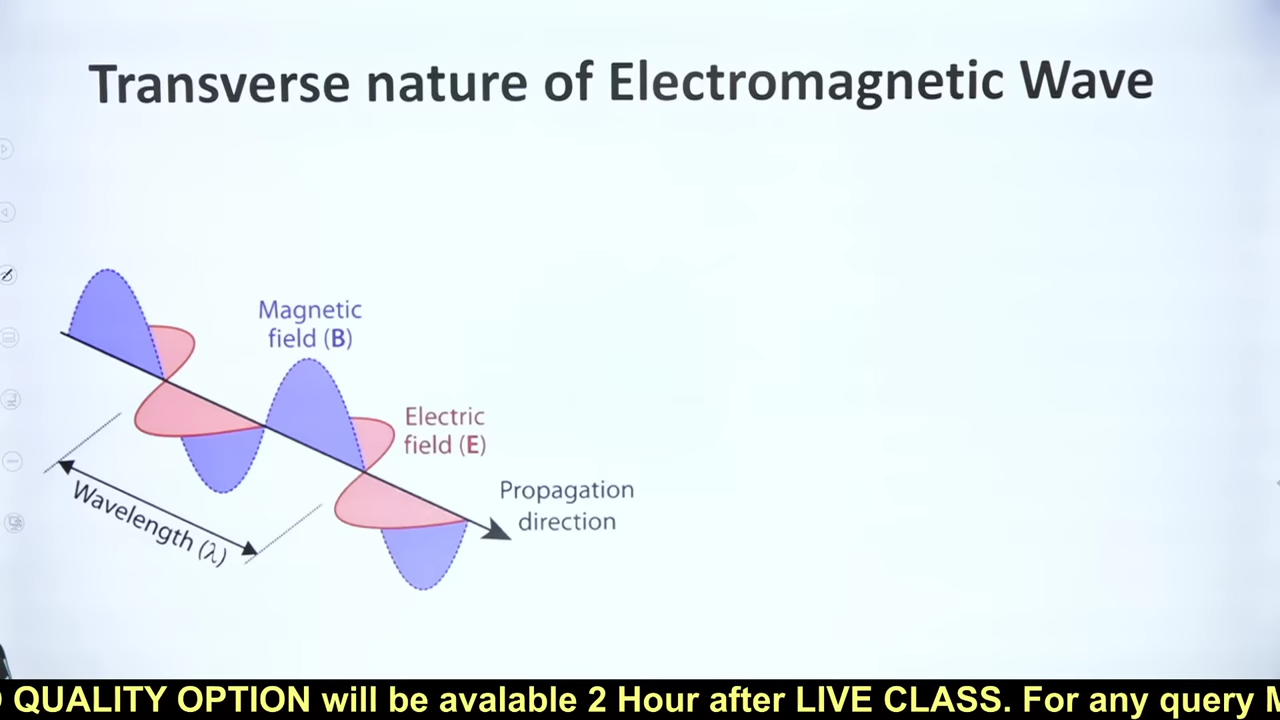 Transverse nature of Electromagnetic Wave
Magnetic
field (B)
Electric
field (E)
Propagation
direction
Wavelength (λ)
QUALITY OPTION will be avalable 2 Hour after LIVE CLASS. For any query